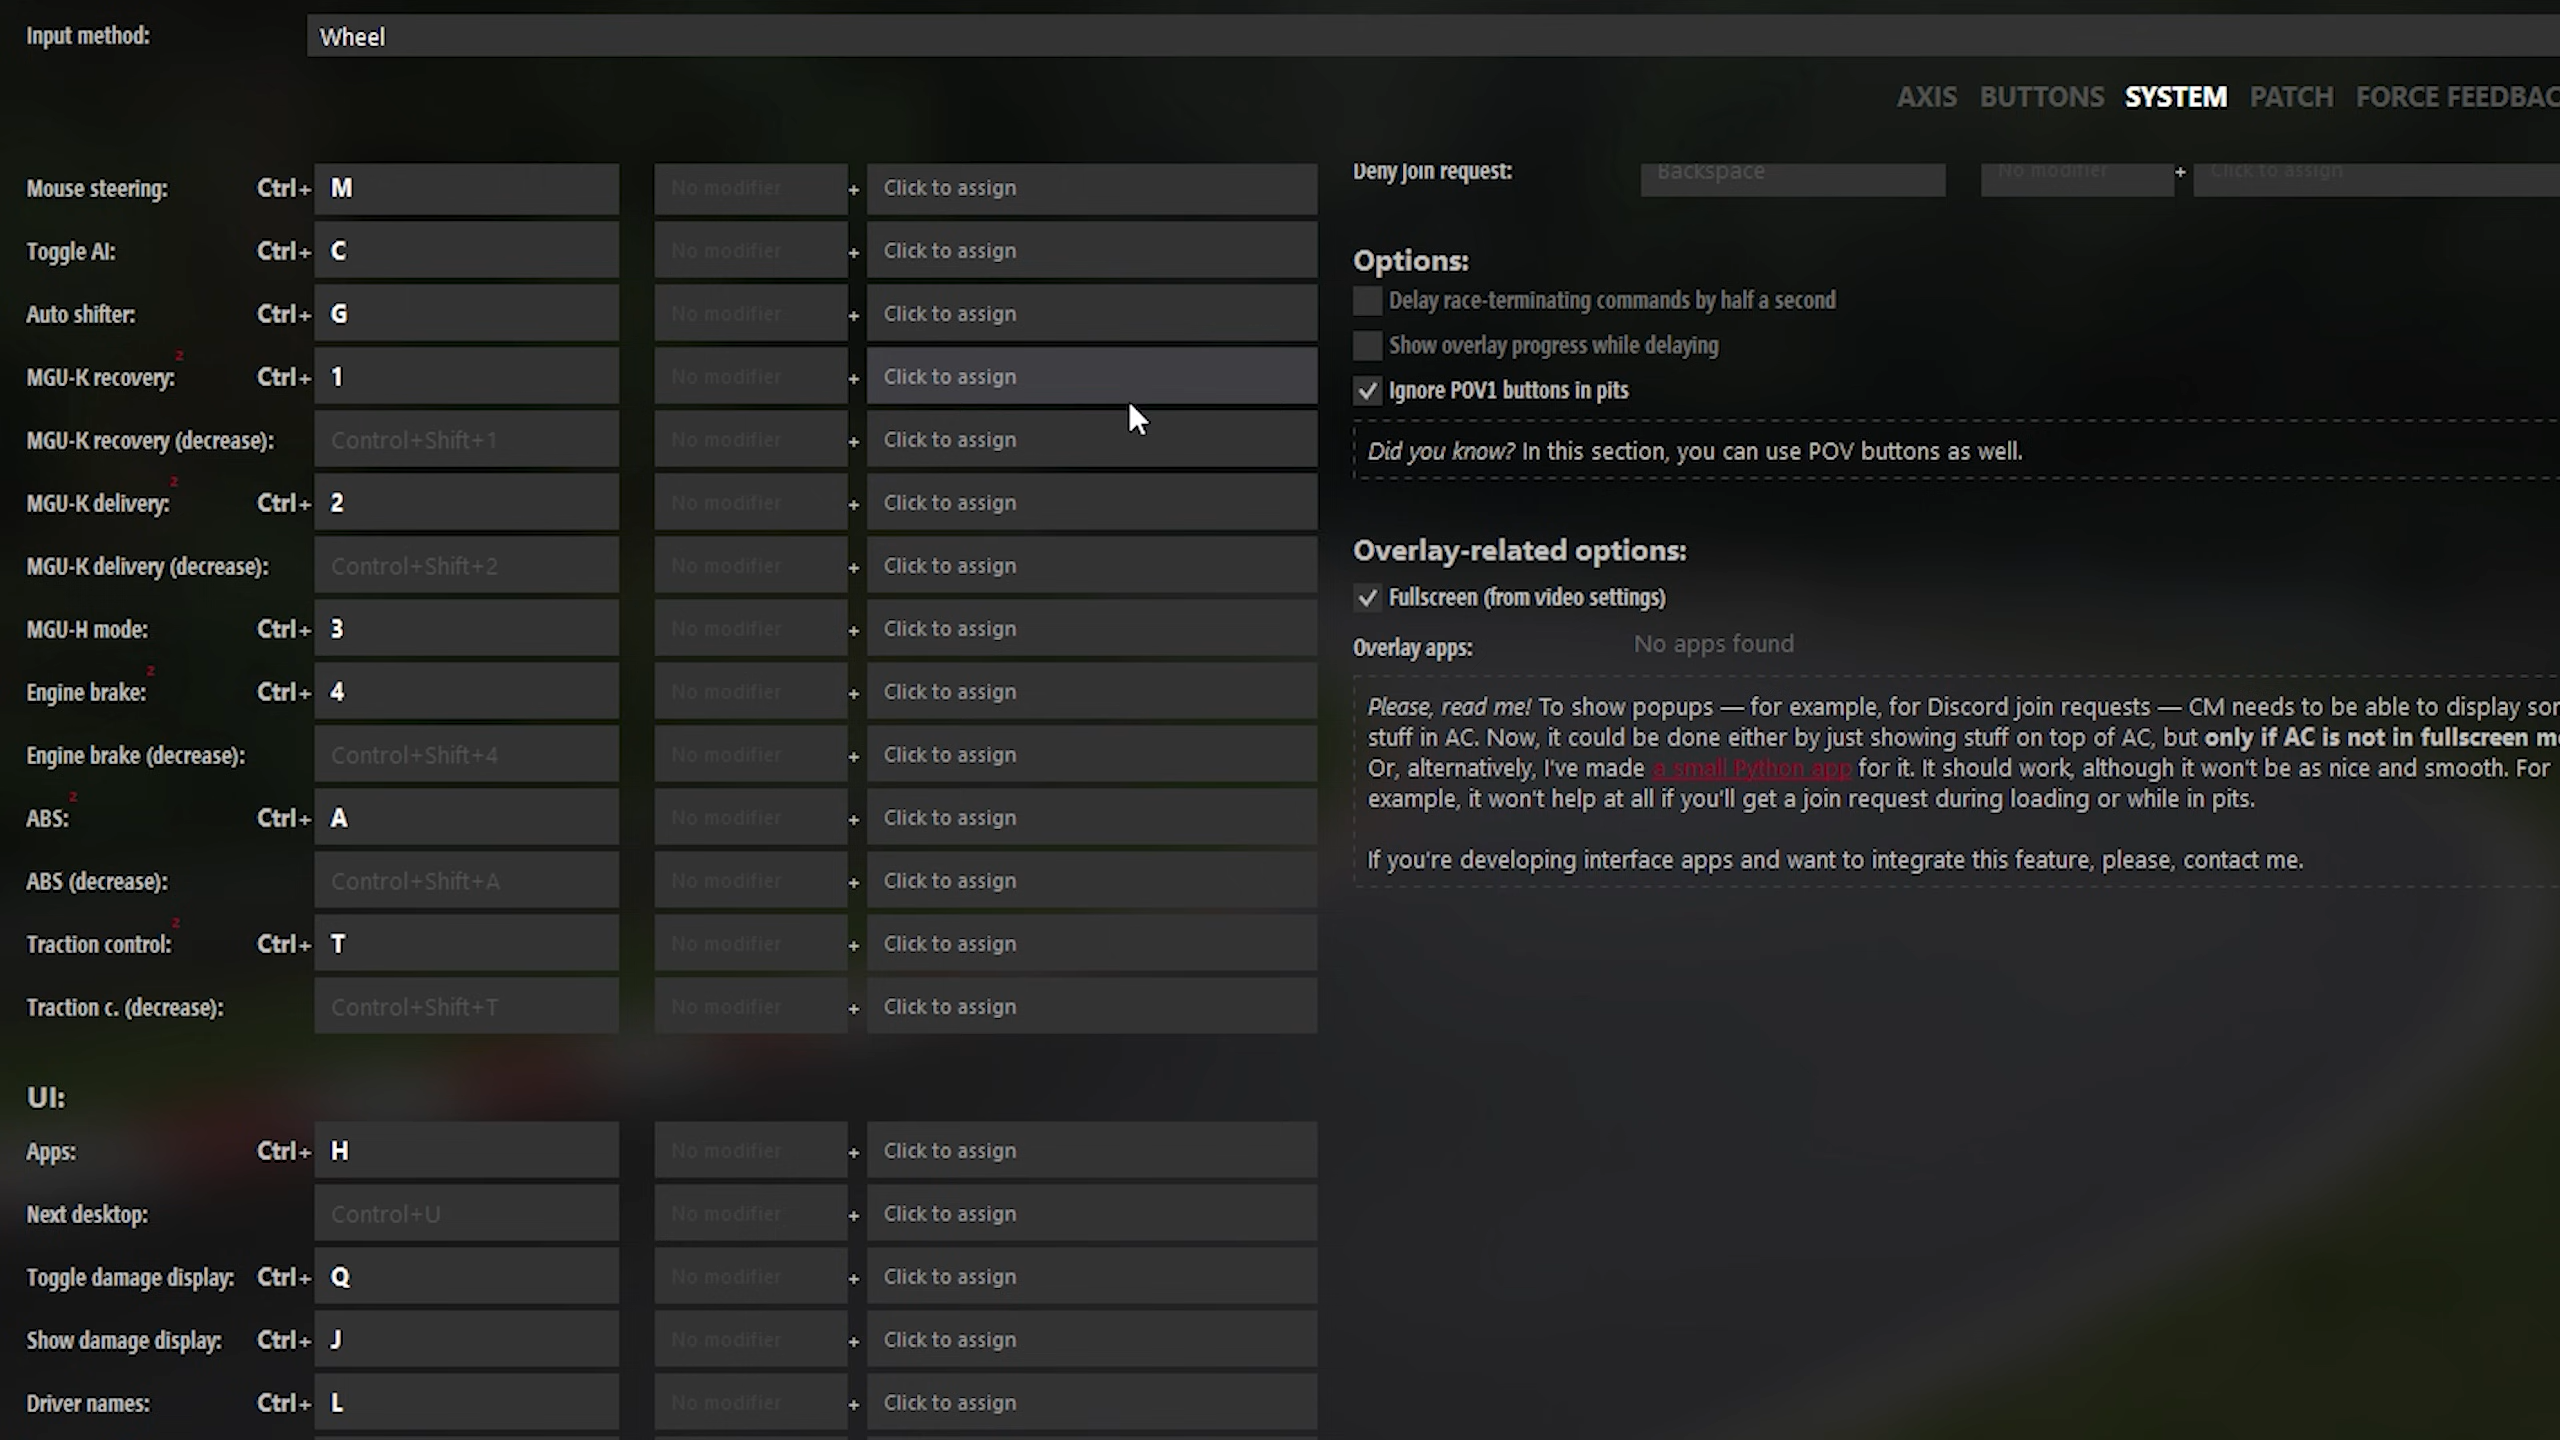 Input method: Wheel
AXIS BUTTONS SYSTEM PATCH FORCE FEEDBAC
Mouse steering: Ctrl+ M No modifier + Click to assign
Toggle AI: Ctrl+ C No modifier + Click to assign
Auto shifter: Ctrl+ G No modifier + Click to assign
MGU-K recovery: 2 Ctrl+ 1 No modifier + Click to assign
MGU-K recovery (decrease): Control+Shift+1 No modifier + Click to assign
MGU-K delivery: 2 Ctrl+ 2 No modifier + Click to assign
MGU-K delivery (decrease): Control+Shift+2 No modifier + Click to assign
MGU-H mode: Ctrl+ 3 No modifier + Click to assign
Engine brake: 2 Ctrl+ 4 No modifier + Click to assign
Engine brake (decrease): Control+Shift+4 No modifier + Click to assign
ABS: 2 Ctrl+ A No modifier + Click to assign
ABS (decrease): Control+Shift+A No modifier + Click to assign
Traction control: 2 Ctrl+ T No modifier + Click to assign
Traction c. (decrease): Control+Shift+T No modifier + Click to assign
UI:
Apps: Ctrl+ H No modifier + Click to assign
Next desktop: Control+U No modifier + Click to assign
Toggle damage display: Ctrl+ Q No modifier + Click to assign
Show damage display: Ctrl+ J No modifier + Click to assign
Driver names: Ctrl+ L No modifier + Click to assign
Deny join request: Backspace No modifier + Click to assign
Options:
Delay race-terminating commands by half a second
Show overlay progress while delaying
Ignore POV1 buttons in pits
Did you know? In this section, you can use POV buttons as well.
Overlay-related options:
Fullscreen (from video settings)
Overlay apps: No apps found
Please, read me! To show popups — for example, for Discord join requests — CM needs to be able to display so
stuff in AC. Now, it could be done either by just showing stuff on top of AC, but only if AC is not in fullscreen m
Or, alternatively, I've made a small Python app for it. It should work, although it won't be as nice and smooth. For
example, it won't help at all if you'll get a join request during loading or while in pits.
If you're developing interface apps and want to integrate this feature, please, contact me.